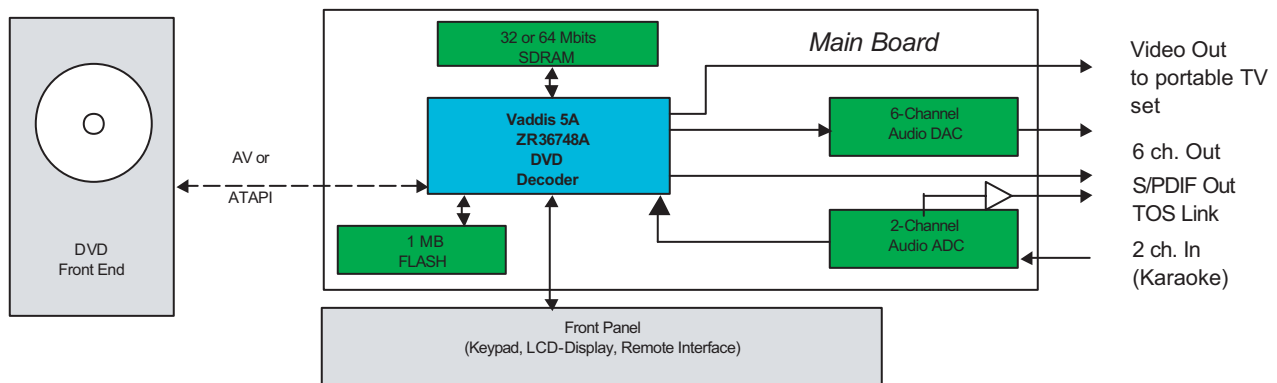 32 or 64 Mbits
SDRAM
Main Board
Video Out
to portable TV
set
Vaddis 5A
ZR36748A
DVD
Decoder
6-Channel
Audio DAC
AV or
ATAPI
6 ch. Out
S/PDIF Out
TOS Link
2-Channel
Audio ADC
2 ch. In
(Karaoke)
1 MB
FLASH
DVD
Front End
Front Panel
(Keypad, LCD-Display, Remote Interface)